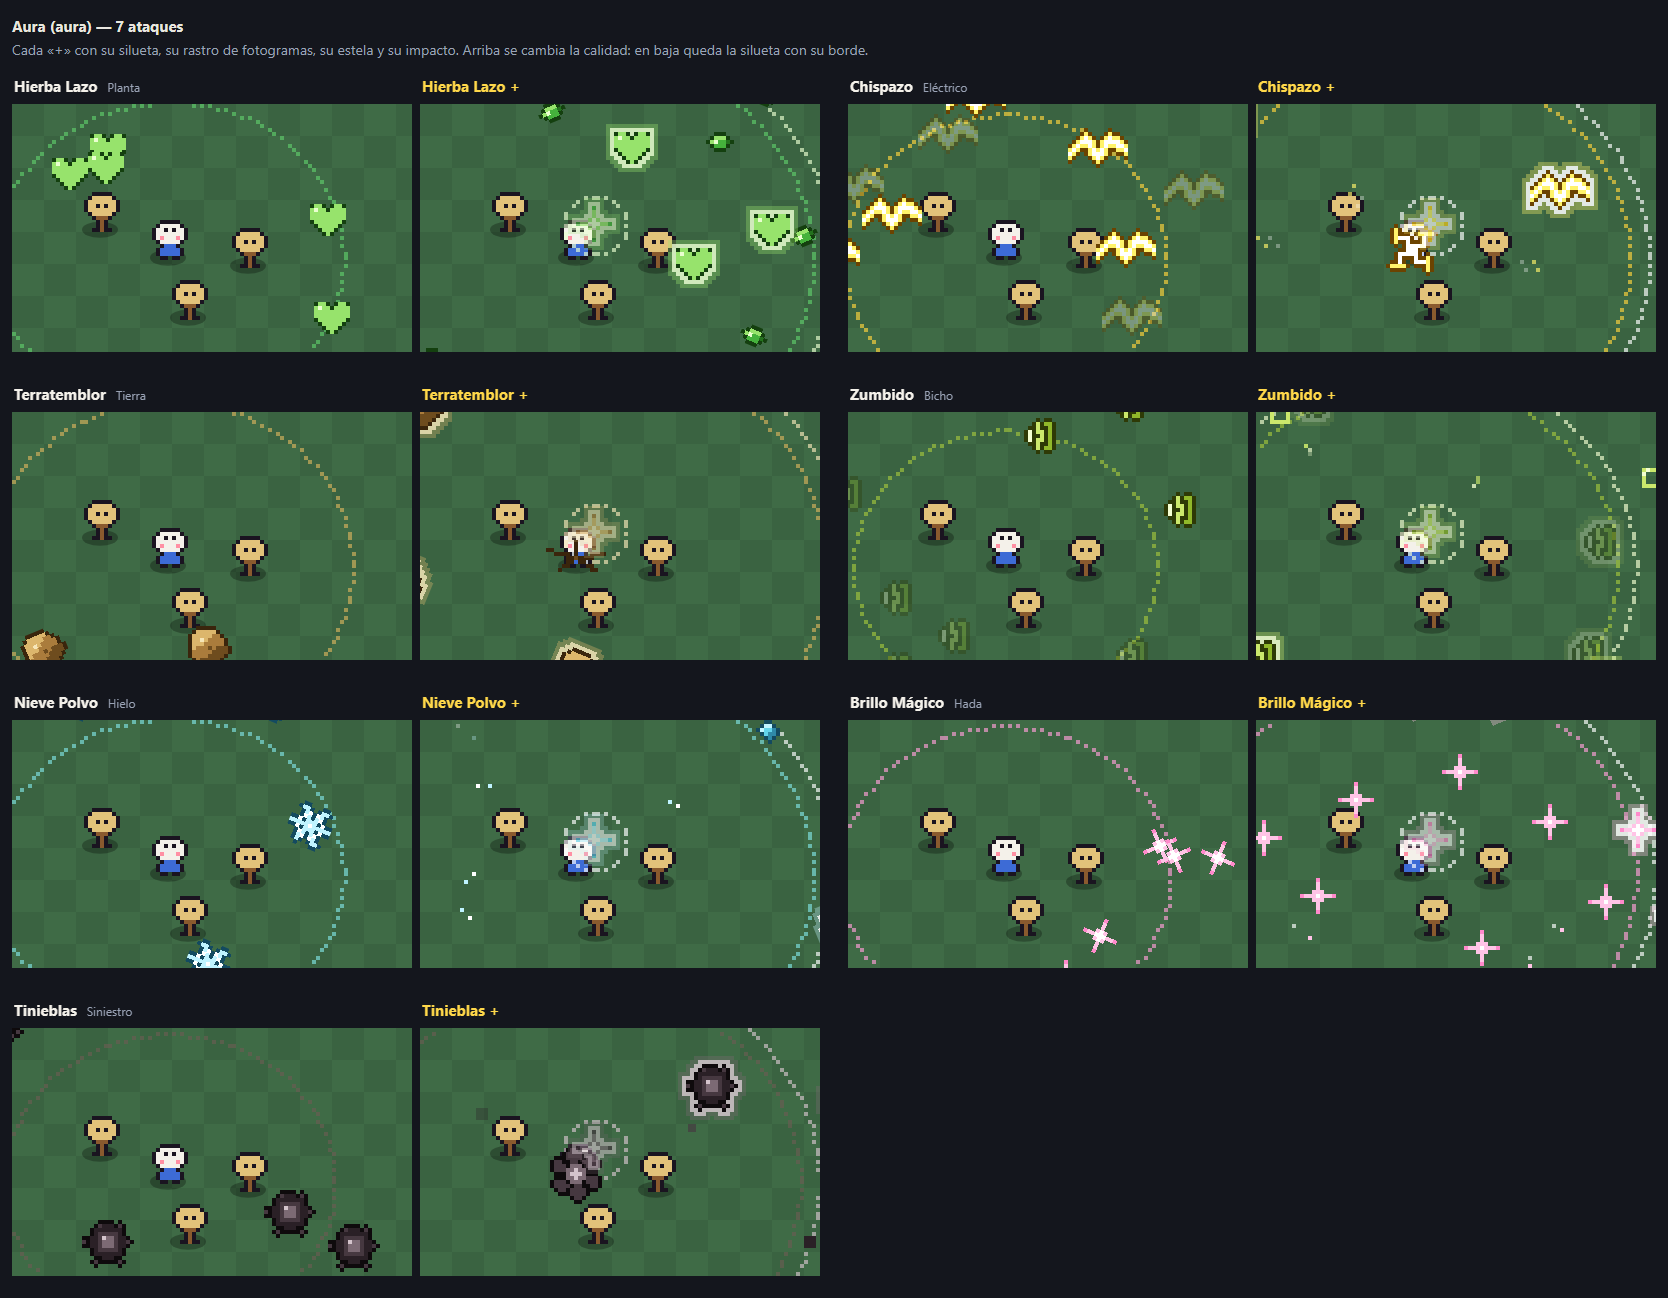 Aura (aura) — 7 ataques
Cada «+» con su silueta, su rastro de fotogramas, su estela y su impacto. Arriba se cambia la calidad: en baja queda la silueta con su borde.
Hierba Lazo Planta
Hierba Lazo +
Chispazo Eléctrico
Chispazo +
Terratemblor Tierra
Terratemblor +
Zumbido Bicho
Zumbido +
Nieve Polvo Hielo
Nieve Polvo +
Brillo Mágico Hada
Brillo Mágico +
Tinieblas Siniestro
Tinieblas +